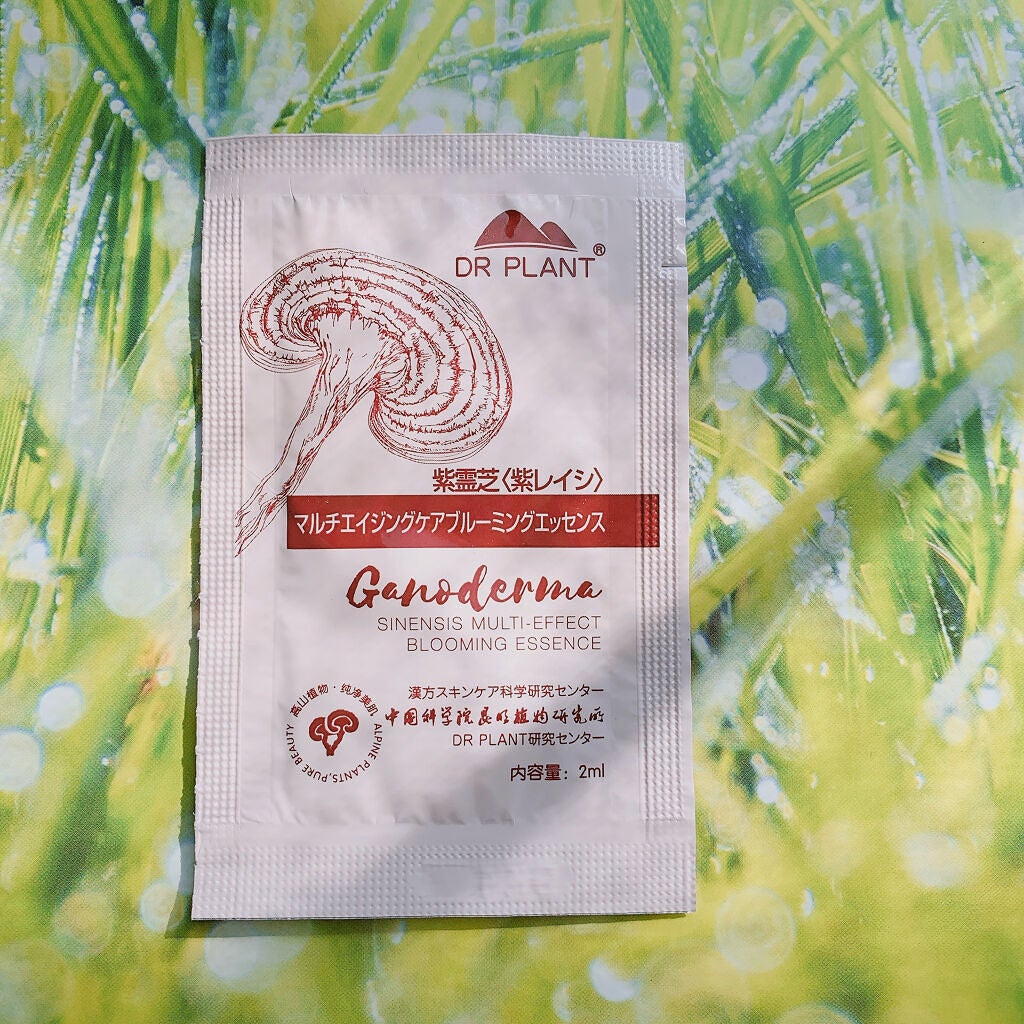 DR PLANT®
紫霊芝〈紫レイシ〉
マルチエイジングケアブルーミングエッセンス
Ganoderma
SINENSIS MULTI-EFFECT
BLOOMING ESSENCE
漢方スキンケア科学研究センター
中国科学院昆明植物研究所
DR PLANT研究センター
内容量：2ml
高山植物·纯净美肌
ALPINE PLANTS,PURE BEAUTY